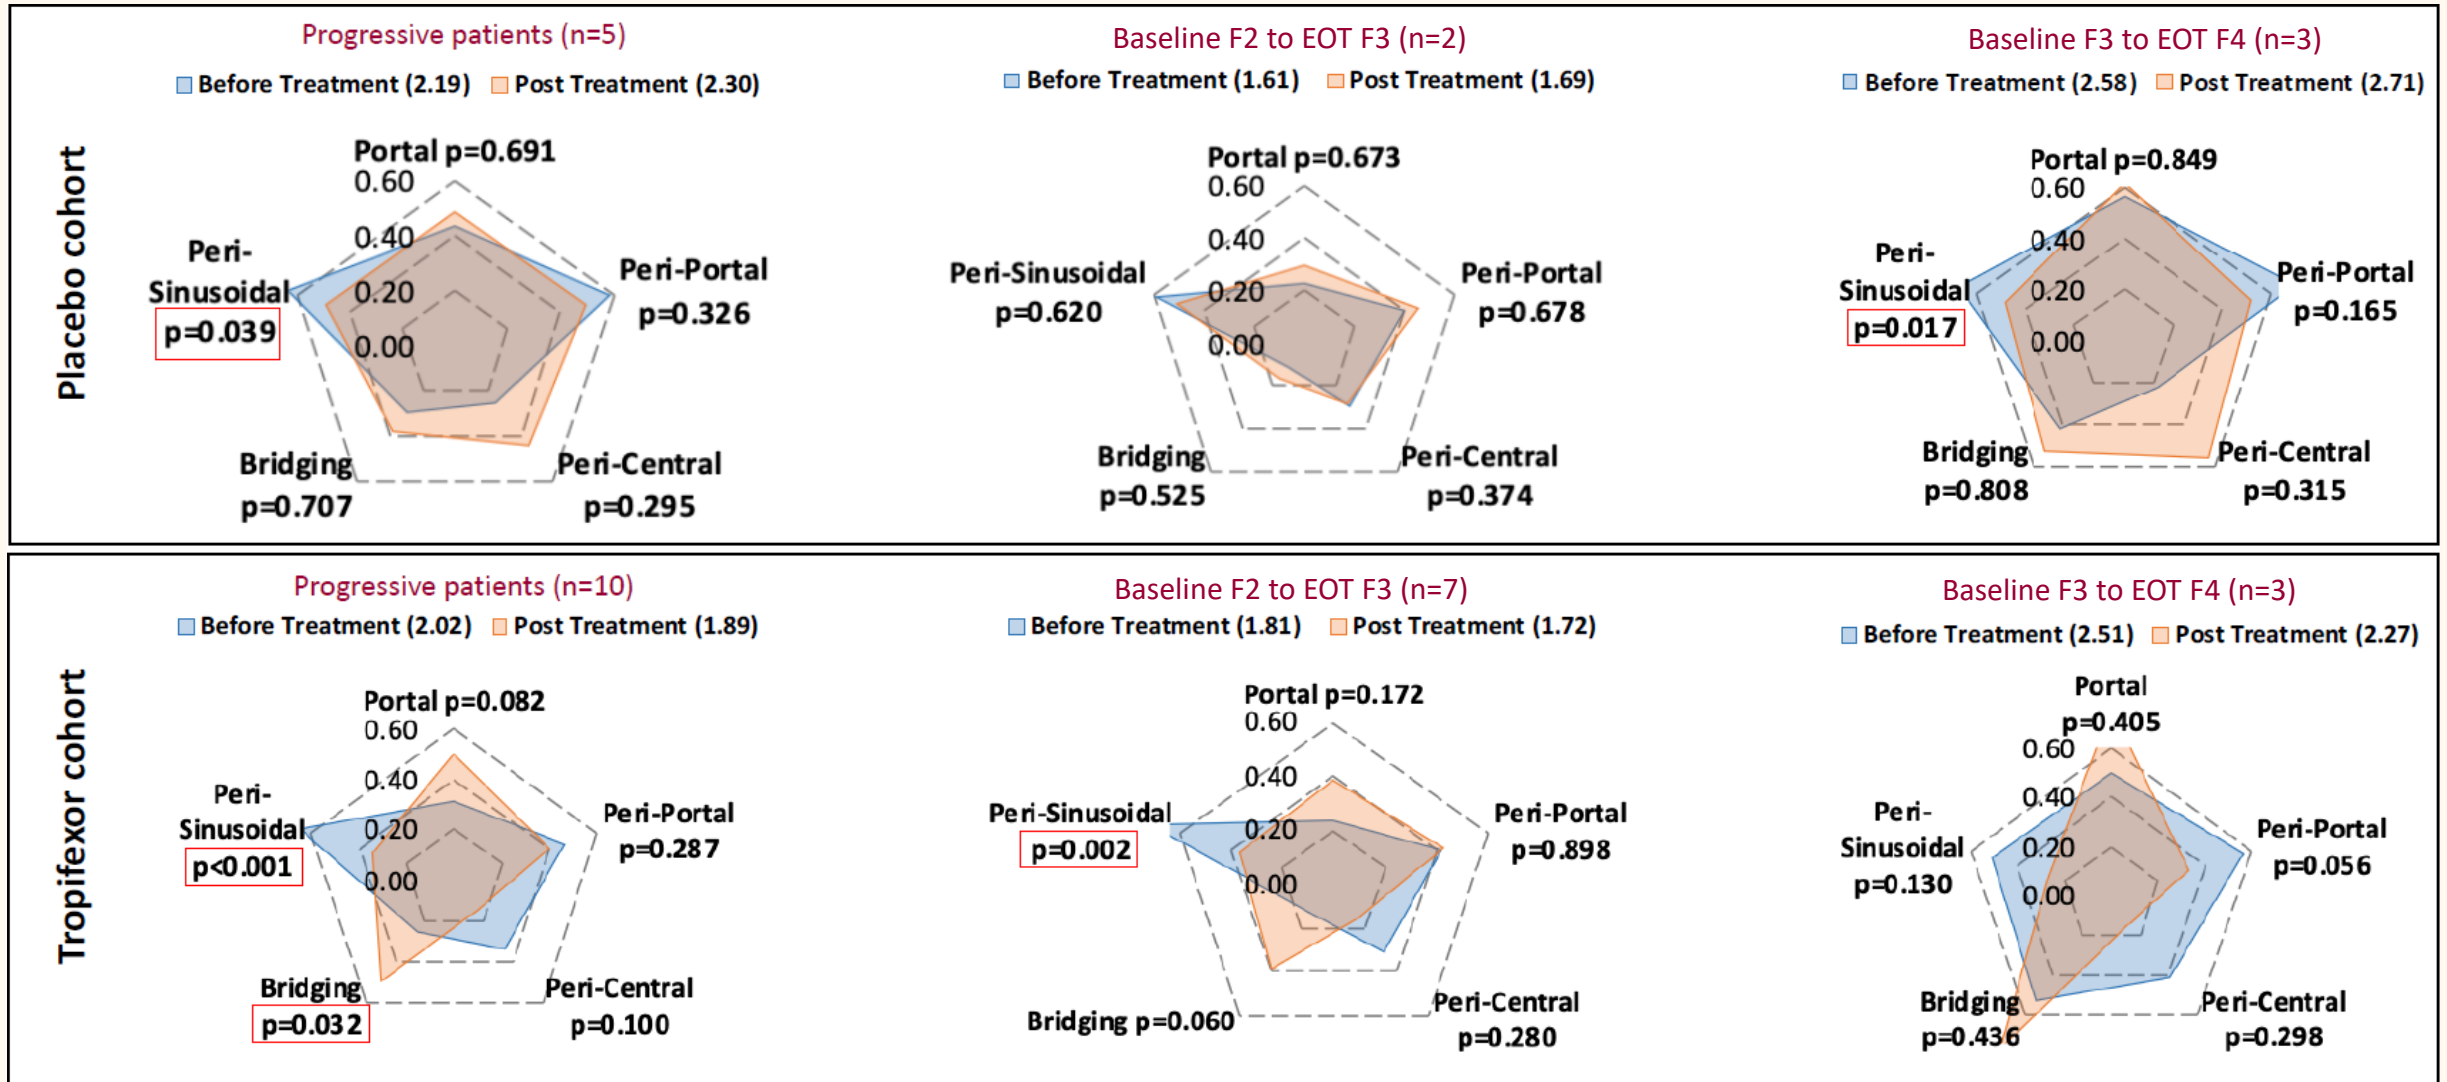 Placebo cohort
Progressive patients (n=5)
Before Treatment (2.19) Post Treatment (2.30)
Portal p=0.691
0.60
0.40
0.20
0.00
Peri-
Sinusoidal
p=0.039
Peri-Portal
p=0.326
Bridging
p=0.707
Peri-Central
p=0.295
Baseline F2 to EOT F3 (n=2)
Before Treatment (1.61) Post Treatment (1.69)
Portal p=0.673
0.60
0.40
0.20
0.00
Peri-Sinusoidal
p=0.620
Peri-Portal
p=0.678
Bridging
p=0.525
Peri-Central
p=0.374
Baseline F3 to EOT F4 (n=3)
Before Treatment (2.58) Post Treatment (2.71)
Portal p=0.849
0.60
0.40
0.20
0.00
Peri-
Sinusoidal
p=0.017
Peri-Portal
p=0.165
Bridging
p=0.808
Peri-Central
p=0.315
Tropifexor cohort
Progressive patients (n=10)
Before Treatment (2.02) Post Treatment (1.89)
Portal p=0.082
0.60
0.40
0.20
0.00
Peri-
Sinusoidal
p<0.001
Peri-Portal
p=0.287
Bridging
p=0.032
Peri-Central
p=0.100
Baseline F2 to EOT F3 (n=7)
Before Treatment (1.81) Post Treatment (1.72)
Portal p=0.172
0.60
0.40
0.20
0.00
Peri-Sinusoidal
p=0.002
Peri-Portal
p=0.898
Bridging p=0.060
Peri-Central
p=0.280
Baseline F3 to EOT F4 (n=3)
Before Treatment (2.51) Post Treatment (2.27)
Portal
p=0.405
0.60
0.40
0.20
0.00
Peri-
Sinusoidal
p=0.130
Peri-Portal
p=0.056
Bridging
p=0.436
Peri-Central
p=0.298